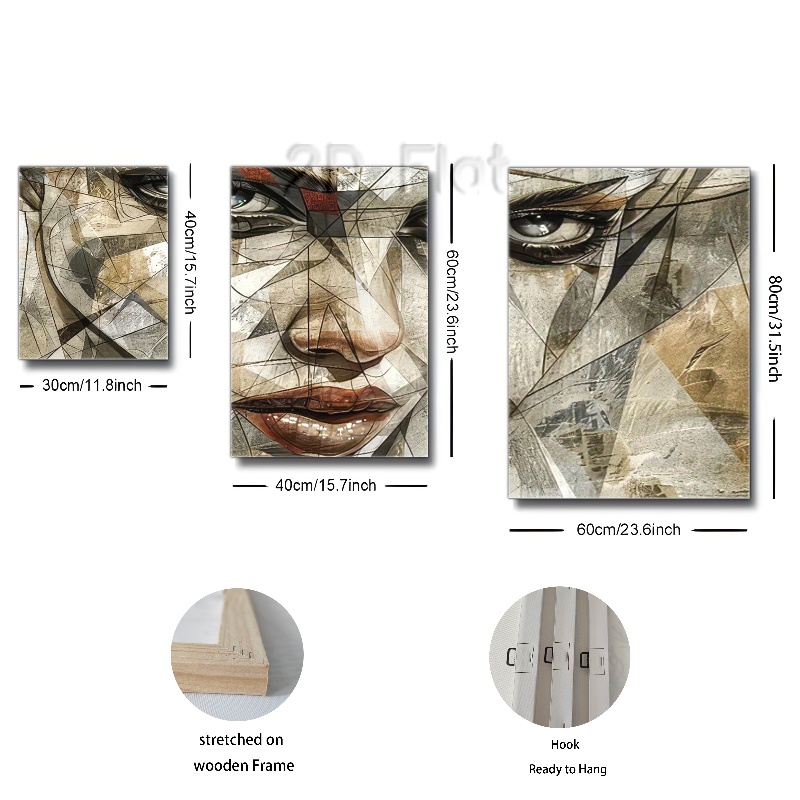 2D Flat
40cm/15.7inch
60cm/23.6inch
80cm/31.5inch
30cm/11.8inch
40cm/15.7inch
60cm/23.6inch
stretched on
wooden Frame
Hook
Ready to Hang